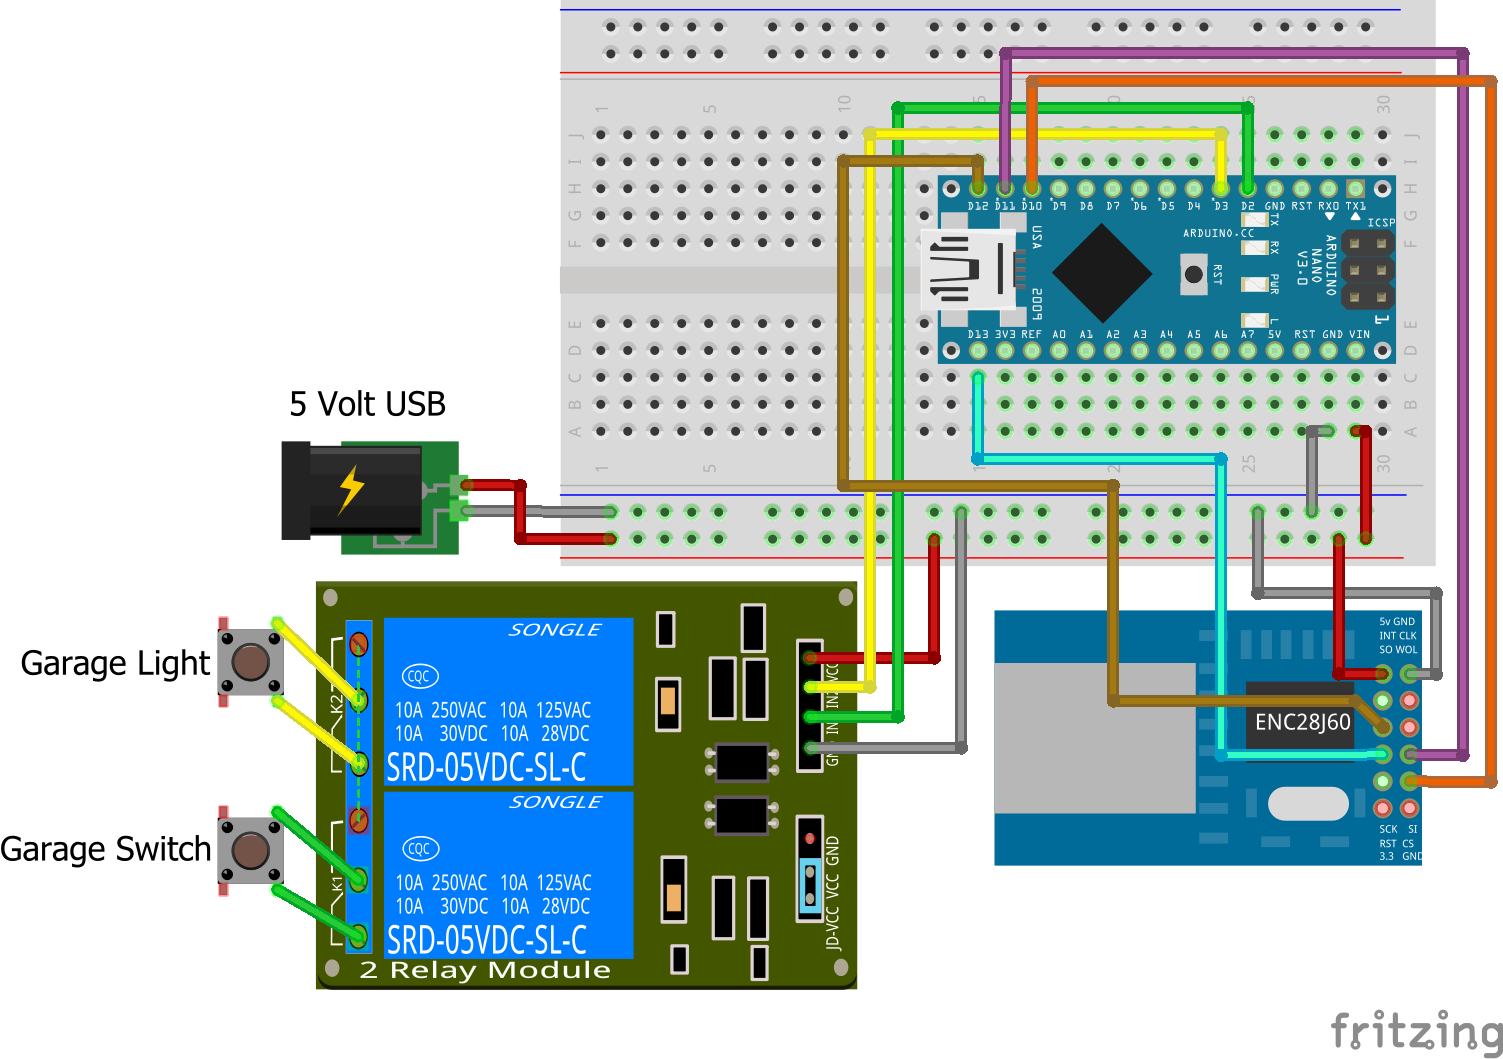 1 5 10 15 20 25 30
J J
I I
H H
G G
F F
D12 D11 D10 D9 D8 D7 D6 D5 D4 D3 D2 GND RST RX0 TX1
ICSP
TX
RX
PWR
L
RST
ARDUINO.CC
ARDUINO
NANO
V3.0
USA
2009
1
D13 3V3 REF A0 A1 A2 A3 A4 A5 A6 A7 5V RST GND VIN
E E
D D
C C
B B
A A
1 5 25 30
5 Volt USB
Garage Light
Garage Switch
SONGLE
CQC
10A 250VAC 10A 125VAC
10A 30VDC 10A 28VDC
SRD-05VDC-SL-C
SONGLE
CQC
10A 250VAC 10A 125VAC
10A 30VDC 10A 28VDC
SRD-05VDC-SL-C
2 Relay Module
K2
K1
GND IN1 IN2 VCC
JD-VCC VCC GND
5v GND
INT CLK
SO WOL
ENC28J60
SCK SI
RST CS
3.3 GND
fritzing